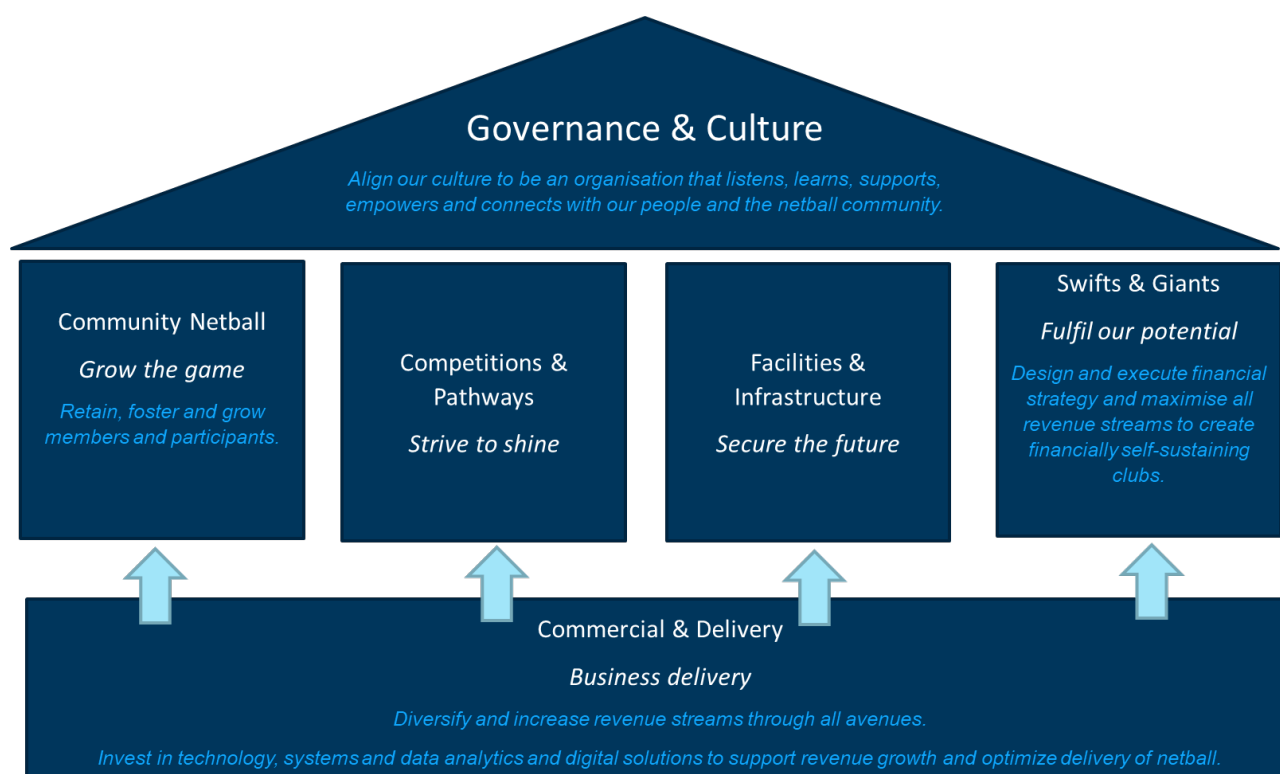 Governance & Culture
Align our culture to be an organisation that listens, learns, supports,
empowers and connects with our people and the netball community.
Community Netball
Grow the game
Retain, foster and grow
members and participants.
Competitions &
Pathways
Strive to shine
Facilities &
Infrastructure
Secure the future
Swifts & Giants
Fulfil our potential
Design and execute financial
strategy and maximise all
revenue streams to create
financially self-sustaining
clubs.
Commercial & Delivery
Business delivery
Diversify and increase revenue streams through all avenues.
Invest in technology, systems and data analytics and digital solutions to support revenue growth and optimize delivery of netball.